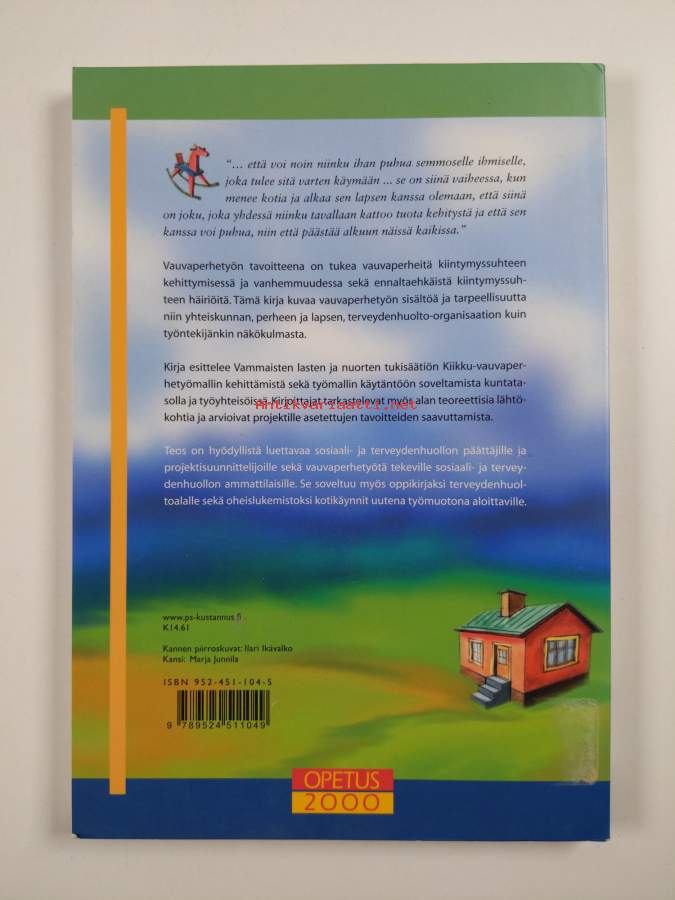 “... että voi noin niinku ihan puhua semmoselle ihmiselle,
joka tulee sitä varten käymään ... se on siinä vaiheessa, kun
menee kotia ja alkaa sen lapsen kanssa olemaan, että siinä
on joku, joka yhdessä niinku tavallaan kattoo tuota kehitystä ja että sen
kanssa voi puhua, niin että päästää alkuun näissä kaikissa.”
Vauvaperhetyön tavoitteena on tukea vauvaperheitä kiintymyssuhteen
kehittymisessä ja vanhemmuudessa sekä ennaltaehkäistä kiintymyssuh-
teen häiriöitä. Tämä kirja kuvaa vauvaperhetyön sisältöä ja tarpeellisuutta
niin yhteiskunnan, perheen ja lapsen, terveydenhuolto-organisaation kuin
työntekijänkin näkökulmasta.
Kirja esittelee Vammaisten lasten ja nuorten tukisäätiön Kiikku-vauvaper-
hetyömallin kehittämistä sekä työmallin käytäntöön soveltamista kuntata-
solla ja työyhteisöissä. Kirjoittajat tarkastelevat myös alan teoreettisia lähtö-
Antikvariaatti.net
kohtia ja arvioivat projektille asetettujen tavoitteiden saavuttamista.
Teos on hyödyllistä luettavaa sosiaali- ja terveydenhuollon päättäjille ja
projektisuunnittelijoille sekä vauvaperhetyötä tekeville sosiaali- ja tervey-
denhuollon ammattilaisille. Se soveltuu myös oppikirjaksi terveydenhuol-
toalalle sekä oheislukemistoksi kotikäynnit uutena työmuotona aloittaville.
www.ps-kustannus.fi
K14.61
Kannen piirroskuvat: Ilari Ikävalko
Kansi: Marja Junnila
ISBN 952-451-104-5
9 789524 511049
OPETUS
2000